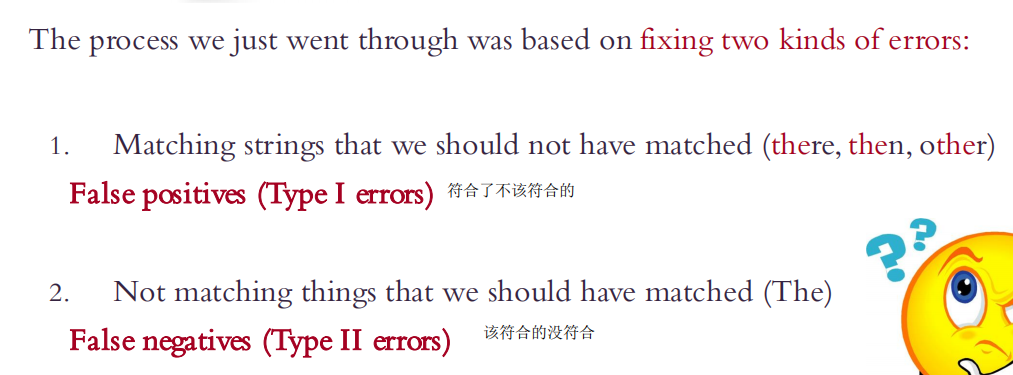 The process we just went through was based on fixing two kinds of errors:
1. Matching strings that we should not have matched (there, then, other)
False positives (Type I errors) 符合了不该符合的
2. Not matching things that we should have matched (The)
False negatives (Type II errors) 该符合的没符合
??